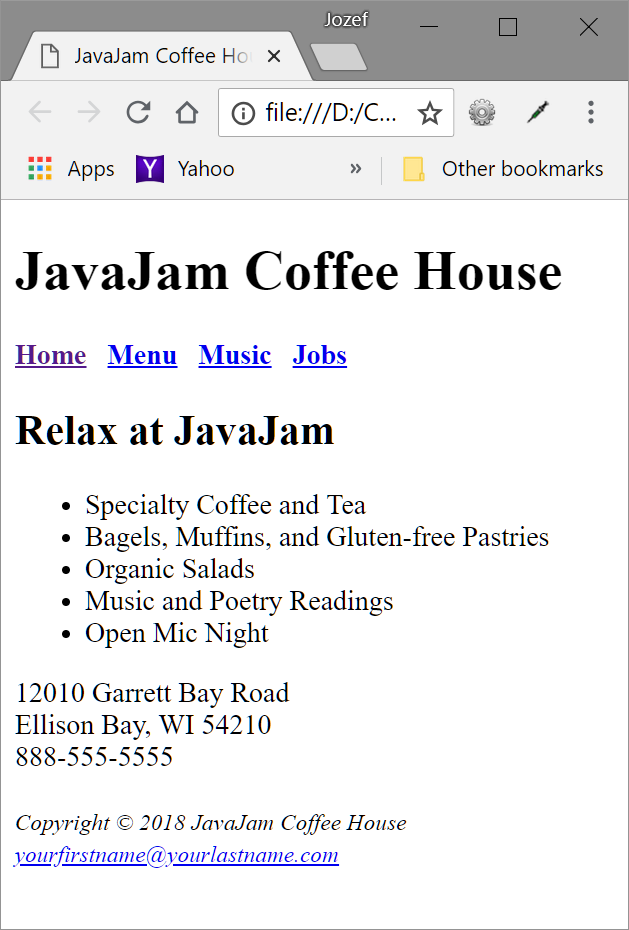 Jozef
JavaJam Coffee Ho
file:///D:/C...
Apps Yahoo » Other bookmarks
JavaJam Coffee House
Home Menu Music Jobs
Relax at JavaJam
• Specialty Coffee and Tea
• Bagels, Muffins, and Gluten-free Pastries
• Organic Salads
• Music and Poetry Readings
• Open Mic Night
12010 Garrett Bay Road
Ellison Bay, WI 54210
888-555-5555
Copyright © 2018 JavaJam Coffee House
yourfirstname@yourlastname.com